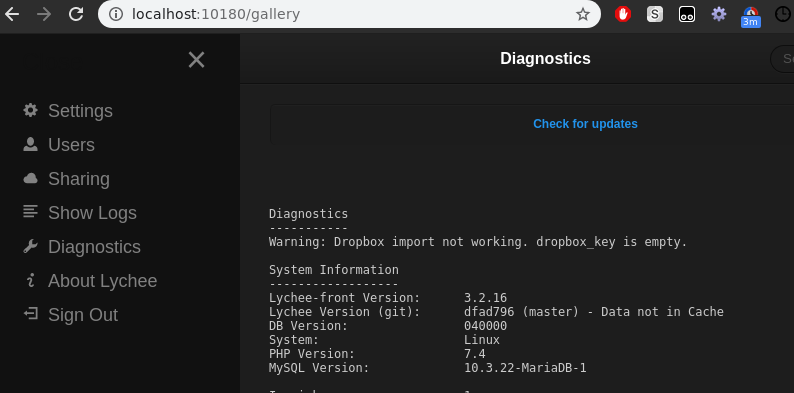 localhost:10180/gallery
S
3m
Diagnostics
Se
Settings
Users
Sharing
Show Logs
Diagnostics
About Lychee
Sign Out
Check for updates
Diagnostics
-----------
Warning: Dropbox import not working. dropbox_key is empty.
System Information
------------------
Lychee-front Version: 3.2.16
Lychee Version (git): dfad796 (master) - Data not in Cache
DB Version: 040000
System: Linux
PHP Version: 7.4
MySQL Version: 10.3.22-MariaDB-1